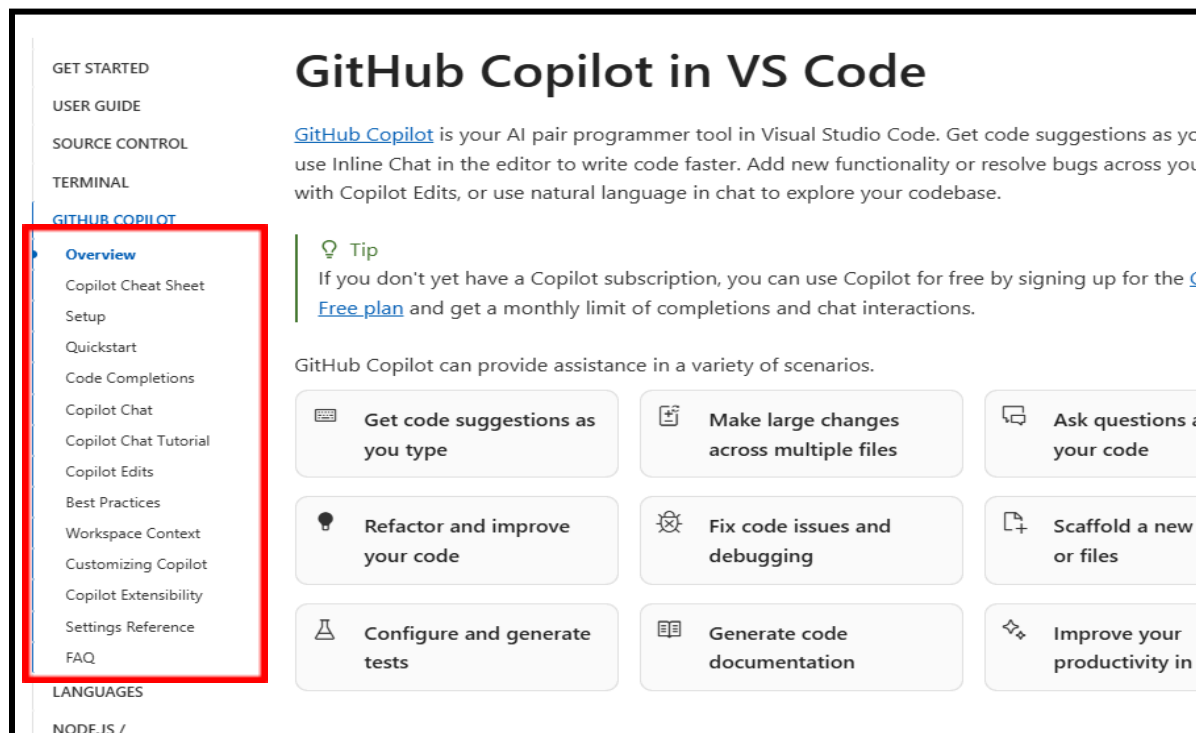 GET STARTED
USER GUIDE
SOURCE CONTROL
TERMINAL
GITHUB COPILOT
Overview
Copilot Cheat Sheet
Setup
Quickstart
Code Completions
Copilot Chat
Copilot Chat Tutorial
Copilot Edits
Best Practices
Workspace Context
Customizing Copilot
Copilot Extensibility
Settings Reference
FAQ
LANGUAGES
NODE.JS /
GitHub Copilot in VS Code
GitHub Copilot is your AI pair programmer tool in Visual Studio Code. Get code suggestions as
use Inline Chat in the editor to write code faster. Add new functionality or resolve bugs across
with Copilot Edits, or use natural language in chat to explore your codebase.
Tip
If you don't yet have a Copilot subscription, you can use Copilot for free by signing up for the
Free plan and get a monthly limit of completions and chat interactions.
GitHub Copilot can provide assistance in a variety of scenarios.
Get code suggestions as
you type
Make large changes
across multiple files
Ask questions
your code
Refactor and improve
your code
Fix code issues and
debugging
Scaffold a new
or files
Configure and generate
tests
Generate code
documentation
Improve your
productivity in